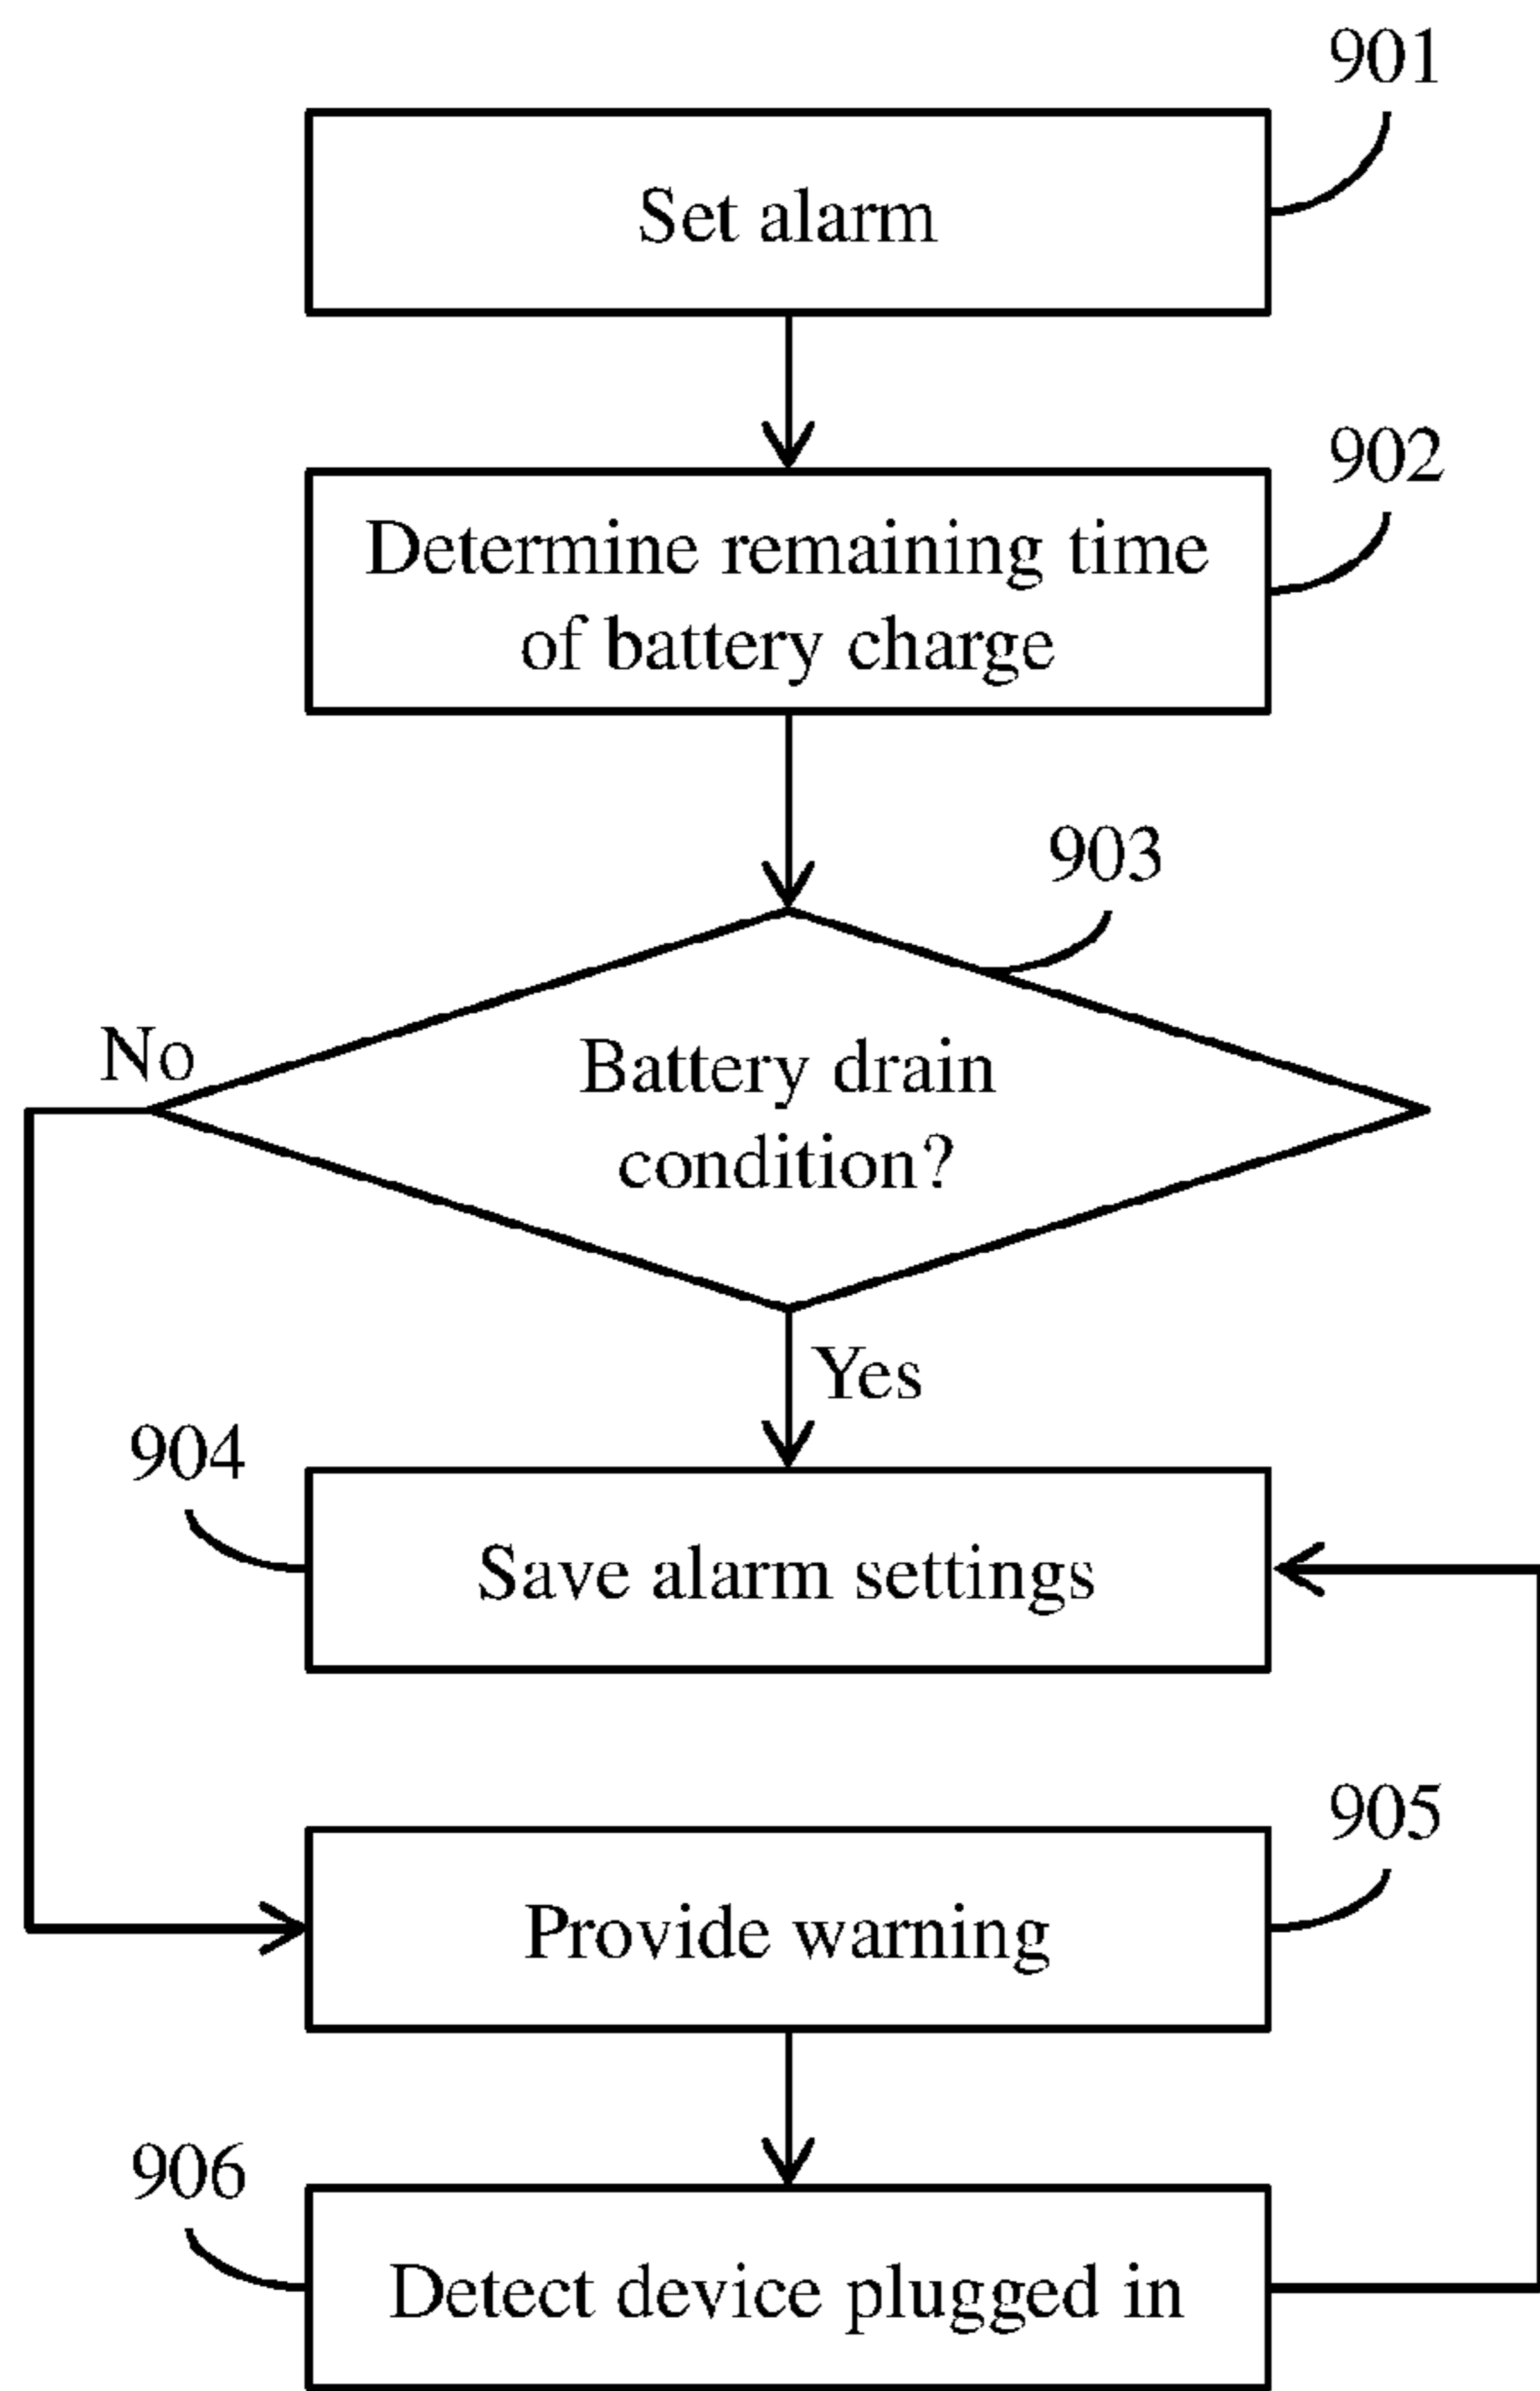 901
Set alarm
902
Determine remaining time
of battery charge
903
No
Battery drain
condition?
Yes
904
Save alarm settings
905
Provide warning
906
Detect device plugged in